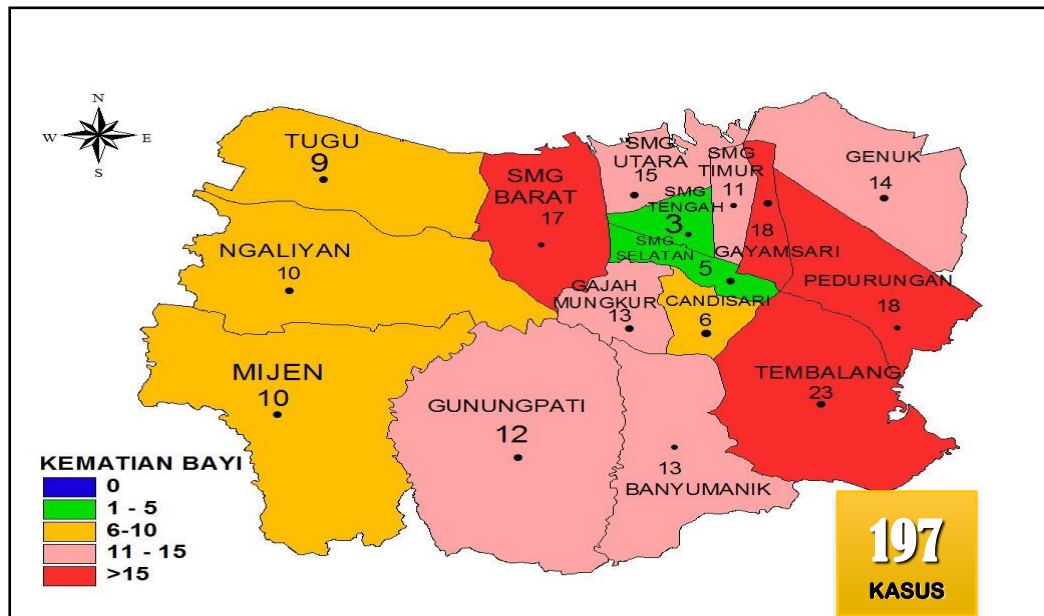 N
W E
S
TUGU
9
SMG
UTARA
15
SMG
TIMUR
11
GENUK
14
SMG
BARAT
17
SMG
TENGAH
3
18
GAYAMSARI
NGALIYAN
10
SMG
SELATAN
5
PEDURUNGAN
18
GAJAH
MUNGKUR
13
CANDISARI
6
MIJEN
10
GUNUNGPATI
12
TEMBALANG
23
13
BANYUMANIK
KEMATIAN BAYI
0
1 - 5
6-10
11 - 15
>15
197
KASUS